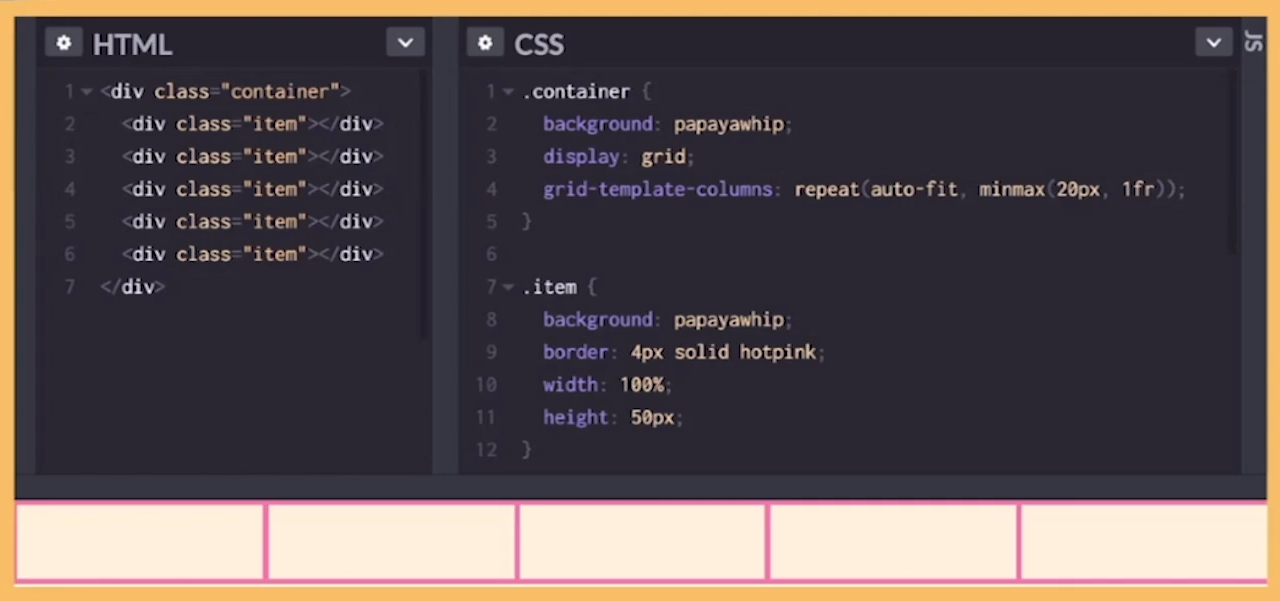 HTML
1 <div class="container">
2 <div class="item"></div>
3 <div class="item"></div>
4 <div class="item"></div>
5 <div class="item"></div>
6 <div class="item"></div>
7 </div>
CSS
1 .container {
2 background: papayawhip;
3 display: grid;
4 grid-template-columns: repeat(auto-fit, minmax(20px, 1fr));
5 }
6
7 .item {
8 background: papayawhip;
9 border: 4px solid hotpink;
10 width: 100%;
11 height: 50px;
12 }
JS